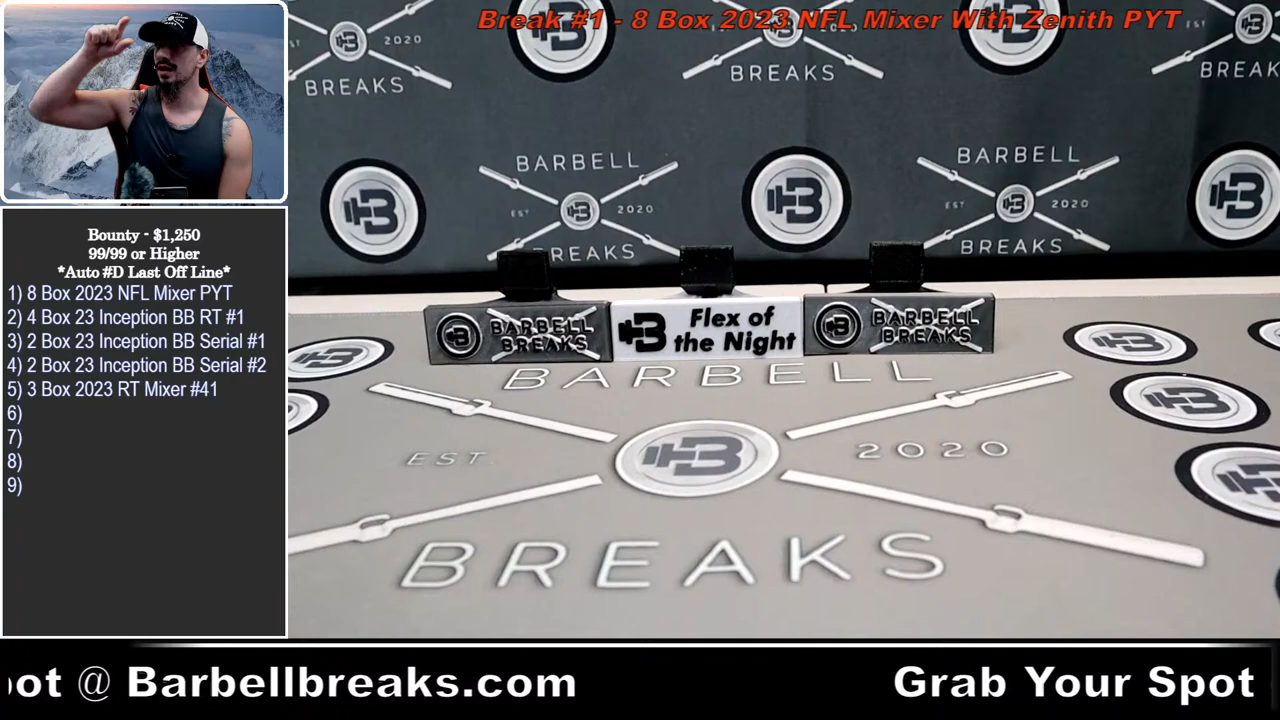 Break #1 - 8 Box 2023 NFL Mixer With Zenith PYT
Bounty - $1,250
99/99 or Higher
*Auto #D Last Off Line*
1) 8 Box 2023 NFL Mixer PYT
2) 4 Box 23 Inception BB RT #1
3) 2 Box 23 Inception BB Serial #1
4) 2 Box 23 Inception BB Serial #2
5) 3 Box 2023 RT Mixer #41
6)
7)
8)
9)
EST 2020
BREAKS
BREAKS
EST
BREAK
BARBELL
EST 2020
BREAKS
BARBELL
EST 2020
BREAKS
BARBELL
BREAKS
Flex of
the Night
BARBELL
BREAKS
BARBELL
EST. 2020
BREAKS
ot @ Barbellbreaks.com
Grab Your Spot